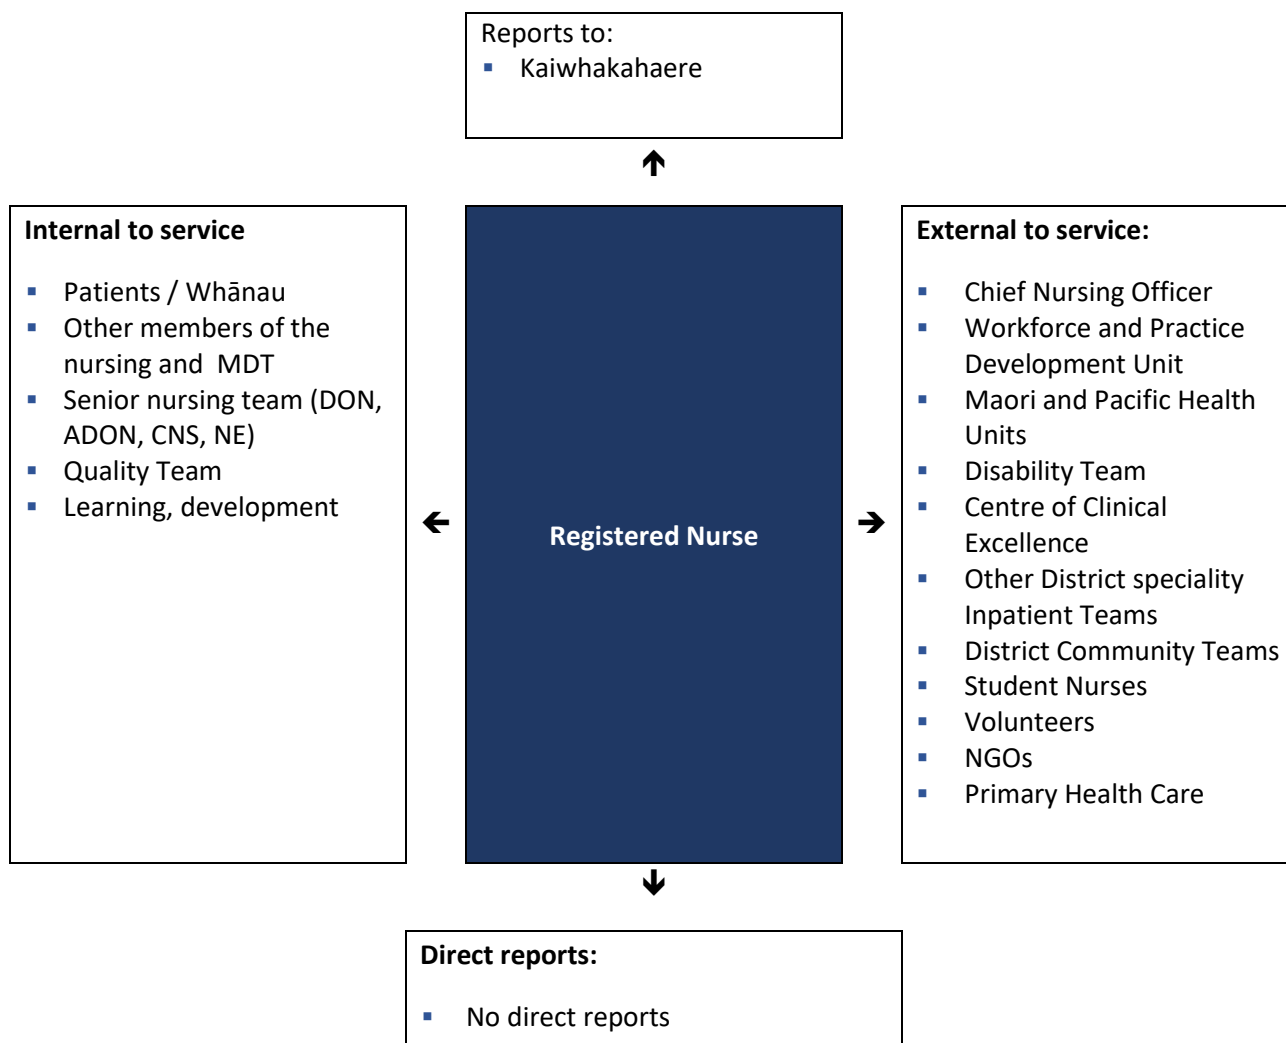 Reports to:
▪ Kaiwhakahaere
Internal to service
▪ Patients / Whānau
▪ Other members of the
nursing and  MDT
▪ Senior nursing team (DON,
ADON, CNS, NE)
▪ Quality Team
▪ Learning, development
Registered Nurse
External to service:
▪ Chief Nursing Officer
▪ Workforce and Practice
Development Unit
▪ Maori and Pacific Health
Units
▪ Disability Team
▪ Centre of Clinical
Excellence
▪ Other District speciality
Inpatient Teams
▪ District Community Teams
▪ Student Nurses
▪ Volunteers
▪ NGOs
▪ Primary Health Care
Direct reports:
▪ No direct reports